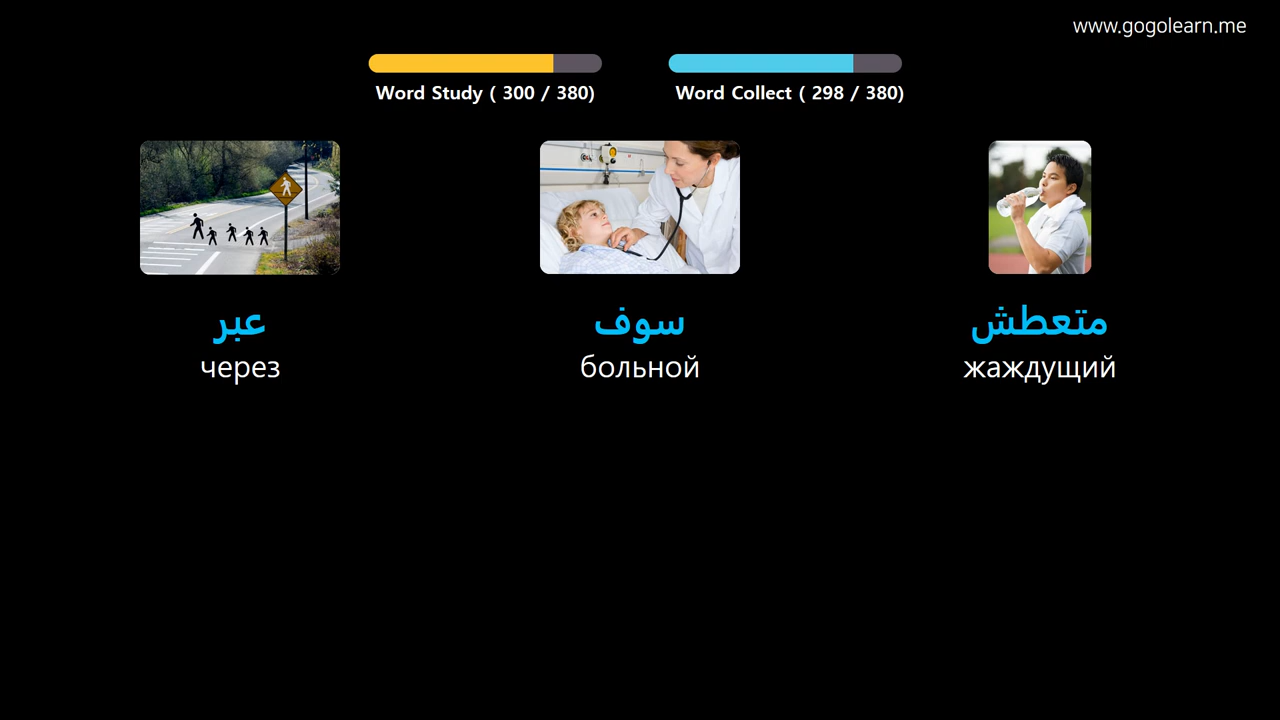 www.gogolearn.me
Word Study ( 300 / 380)
Word Collect ( 298 / 380)
عبر
через
سوف
больной
متعطش
жаждущий